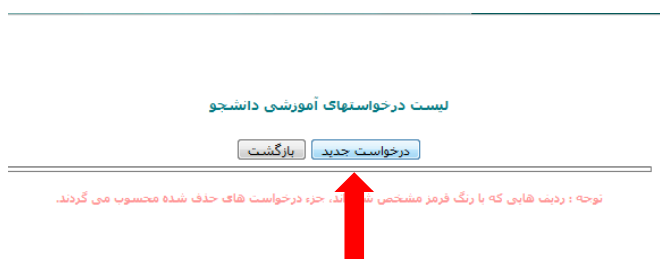 لیست درخواستهای آموزشی دانشجو
درخواست جدید بازگشت
توجه : ردیف هایی که با رنگ قرمز مشخص شده اند، جزء درخواست های حذف شده محسوب می گردند.